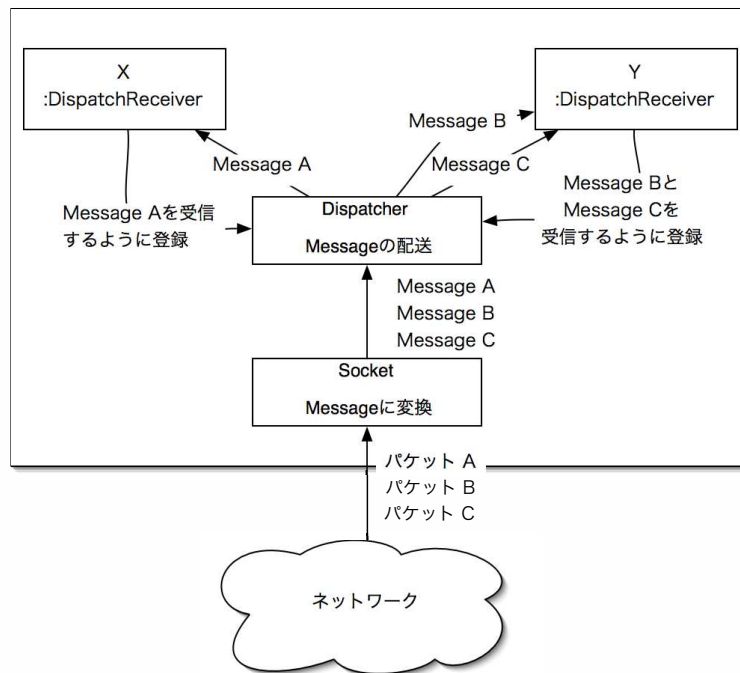 X
:DispatchReceiver
Y
:DispatchReceiver
Message B
Message A
Message C
Message Aを受信
するように登録
Dispatcher
Messageの配送
Message Bと
Message Cを
受信するように登録
Message A
Message B
Message C
Socket
Messageに変換
パケット A
パケット B
パケット C
ネットワーク